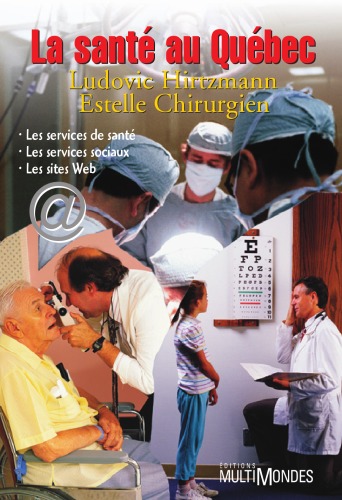 La santé au Québec
Ludovic Hirtzmann
Estelle Chirurgien
· Les services de santé
· Les services sociaux
· Les sites Web
@
É
F P
T O Z
ÉDITIONS
MULTIMONDES